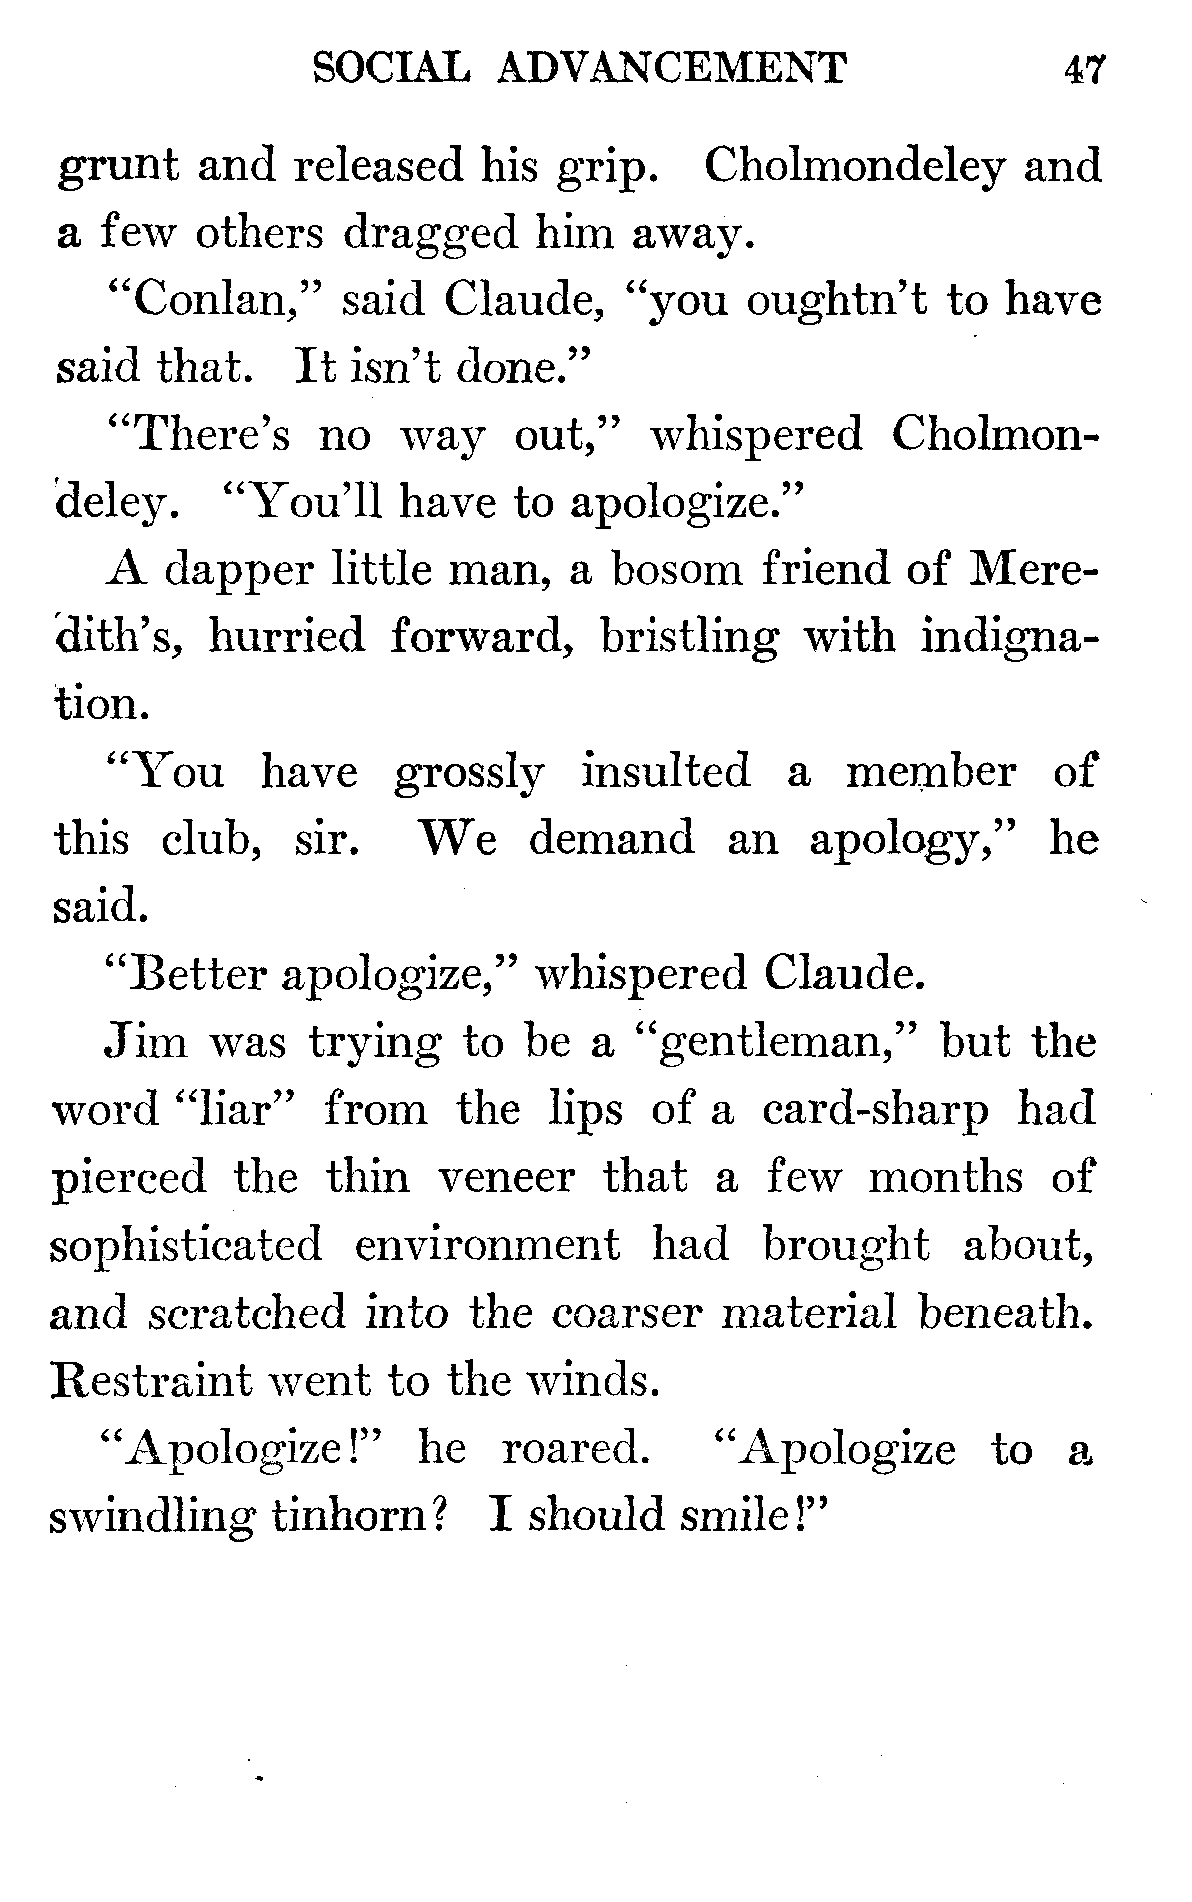 SOCIAL ADVANCEMENT 47
grunt and released his grip. Cholmondeley and
a few others dragged him away.
“Conlan,” said Claude, “you oughtn’t to have
said that. It isn’t done.”
“There’s no way out,” whispered Cholmon-
deley. “You’ll have to apologize.”
A dapper little man, a bosom friend of Mere-
dith’s, hurried forward, bristling with indigna-
tion.
“You have grossly insulted a member of
this club, sir. We demand an apology,” he
said.
“Better apologize,” whispered Claude.
Jim was trying to be a “gentleman,” but the
word “liar” from the lips of a card-sharp had
pierced the thin veneer that a few months of
sophisticated environment had brought about,
and scratched into the coarser material beneath.
Restraint went to the winds.
“Apologize!” he roared. “Apologize to a
swindling tinhorn? I should smile!”